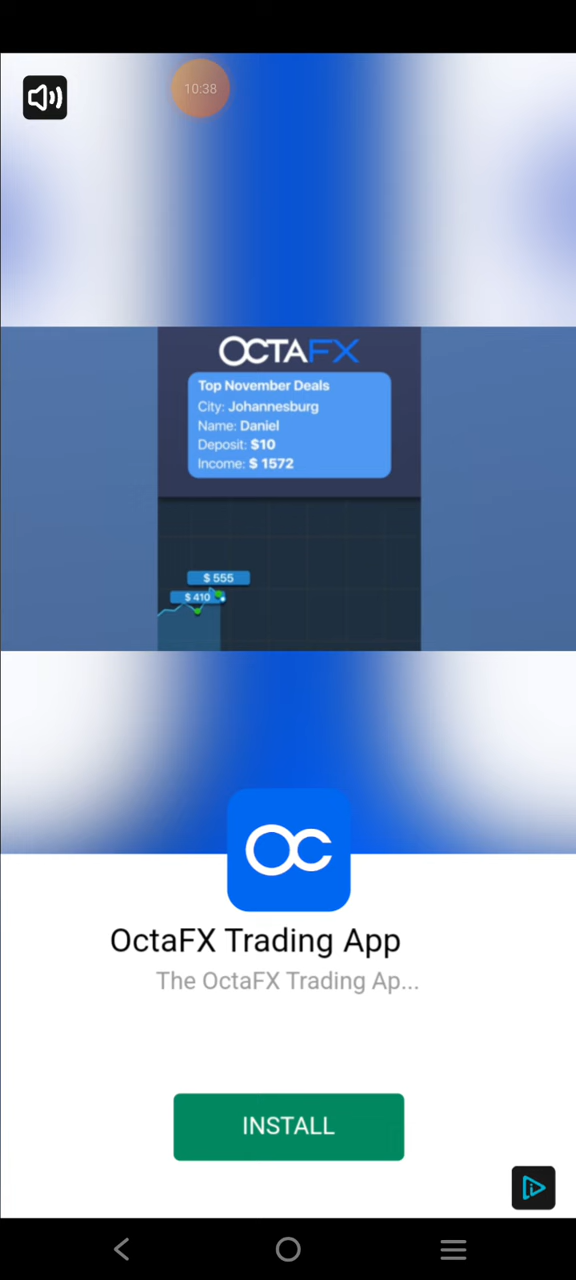 10:38
OCTAFX
Top November Deals
City: Johannesburg
Name: Daniel
Deposit: $10
Income: $ 1572
$ 555
$ 410
OC
OctaFX Trading App
The OctaFX Trading Ap...
INSTALL